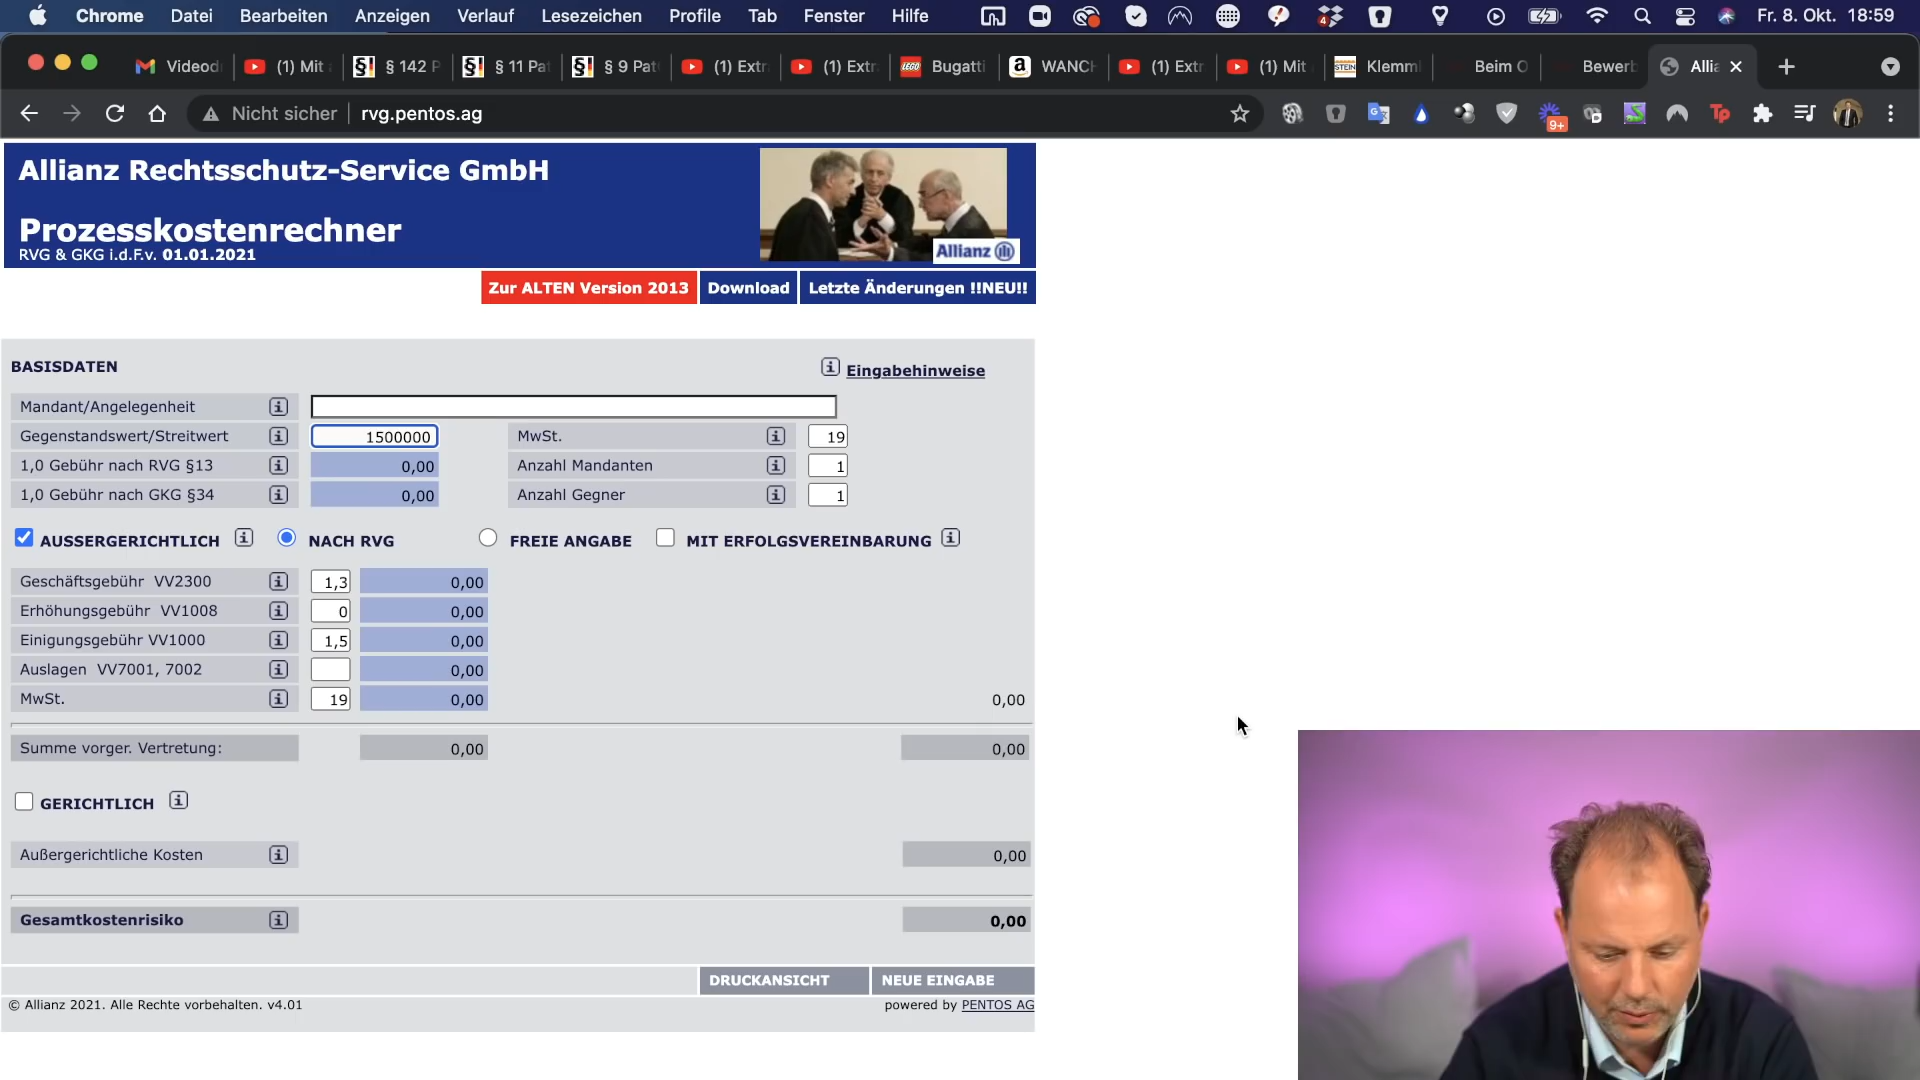 Chrome Datei Bearbeiten Anzeigen Verlauf Lesezeichen Profile Tab Fenster Hilfe 4 Fr. 8. Okt. 18:59
Videod (1) Mit § 142 P § 11 Pat § 9 Pat (1) Extr (1) Extr Bugatti WANCH (1) Extr (1) Mit Klemml Beim O Bewerb Allia
Nicht sicher rvg.pentos.ag 9+ Tp
Allianz Rechtsschutz-Service GmbH
Prozesskostenrechner
RVG & GKG i.d.F.v. 01.01.2021
Allianz
Zur ALTEN Version 2013 Download Letzte Änderungen !!NEU!!
BASISDATEN Eingabehinweise
Mandant/Angelegenheit
Gegenstandswert/Streitwert 1500000 MwSt. 19
1,0 Gebühr nach RVG §13 0,00 Anzahl Mandanten 1
1,0 Gebühr nach GKG §34 0,00 Anzahl Gegner 1
AUSSERGERICHTLICH NACH RVG FREIE ANGABE MIT ERFOLGSVEREINBARUNG
Geschäftsgebühr VV2300 1,3 0,00
Erhöhungsgebühr VV1008 0 0,00
Einigungsgebühr VV1000 1,5 0,00
Auslagen VV7001, 7002 0,00
MwSt. 19 0,00 0,00
Summe vorger. Vertretung: 0,00 0,00
GERICHTLICH
Außergerichtliche Kosten 0,00
Gesamtkostenrisiko 0,00
DRUCKANSICHT NEUE EINGABE
© Allianz 2021. Alle Rechte vorbehalten. v4.01 powered by PENTOS AG